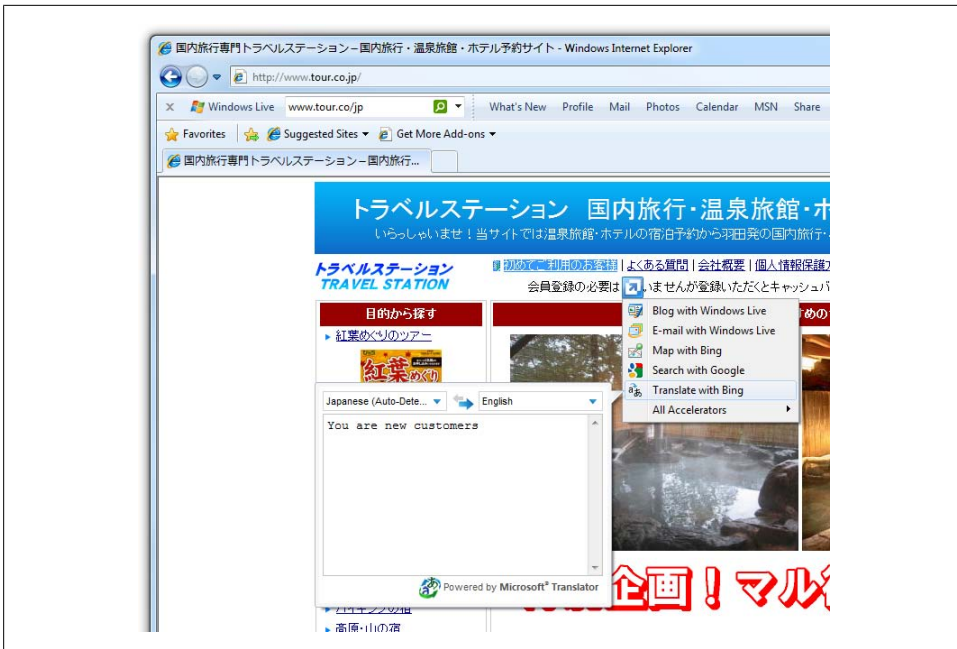 国内旅行専門トラベルステーション－国内旅行・温泉旅館・ホテル予約サイト - Windows Internet Explorer
http://www.tour.co.jp/
x Windows Live www.tour.co/jp What's New Profile Mail Photos Calendar MSN Share
Favorites Suggested Sites Get More Add-ons
国内旅行専門トラベルステーション－国内旅行...
トラベルステーション 国内旅行・温泉旅館・ホ
いらっしゃいませ！当サイトでは温泉旅館・ホテルの宿泊予約から羽田発の国内旅行・
トラベルステーション
TRAVEL STATION
初めてご利用のお客様 | よくある質問 | 会社概要 | 個人情報保護
会員登録の必要は いませんが登録いただくとキャッシュバ
目的から探す
めの
紅葉めぐりのツアー
紅葉めぐり
Blog with Windows Live
E-mail with Windows Live
Map with Bing
Search with Google
Translate with Bing
All Accelerators
Japanese (Auto-Dete... English
You are new customers
Powered by Microsoft® Translator
企画！マル
ハイキングの宿
高原・山の宿